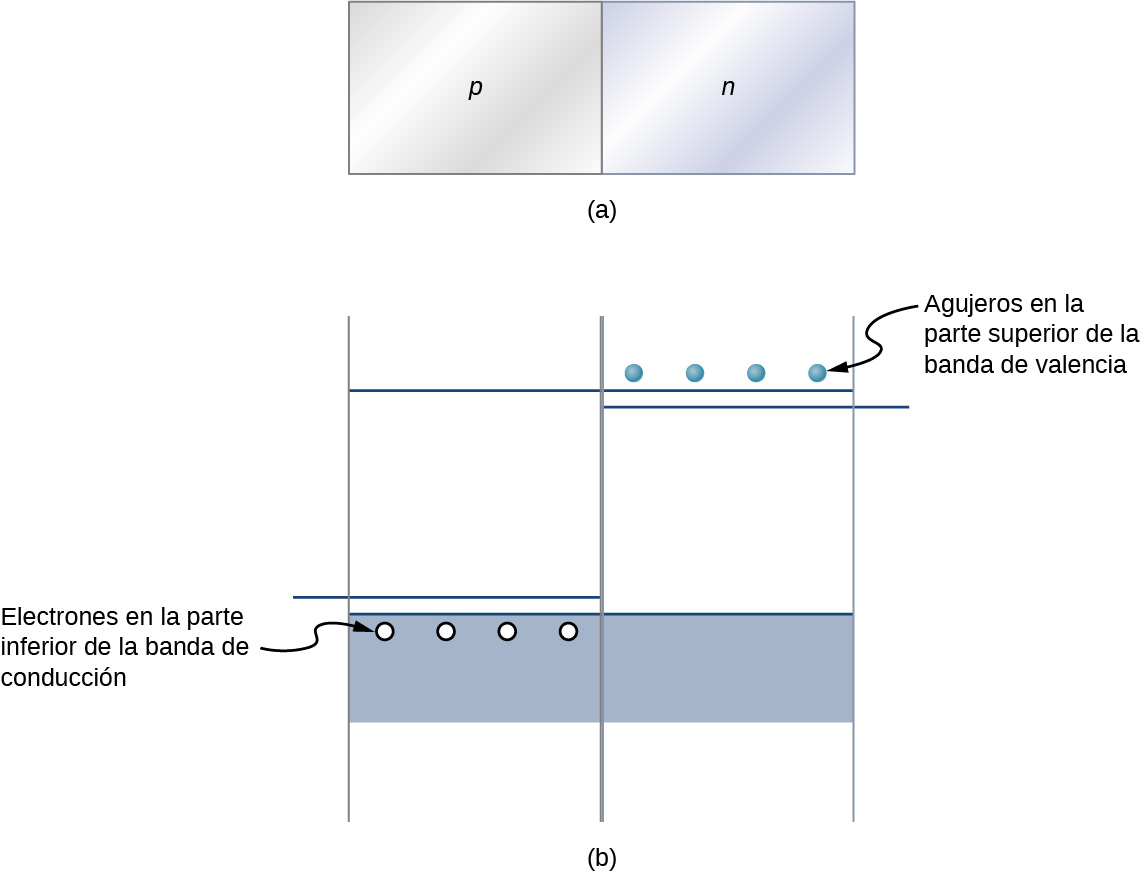 p
n
(a)
Agujeros en la
parte superior de la
banda de valencia
Electrones en la parte
inferior de la banda de
conducción
(b)